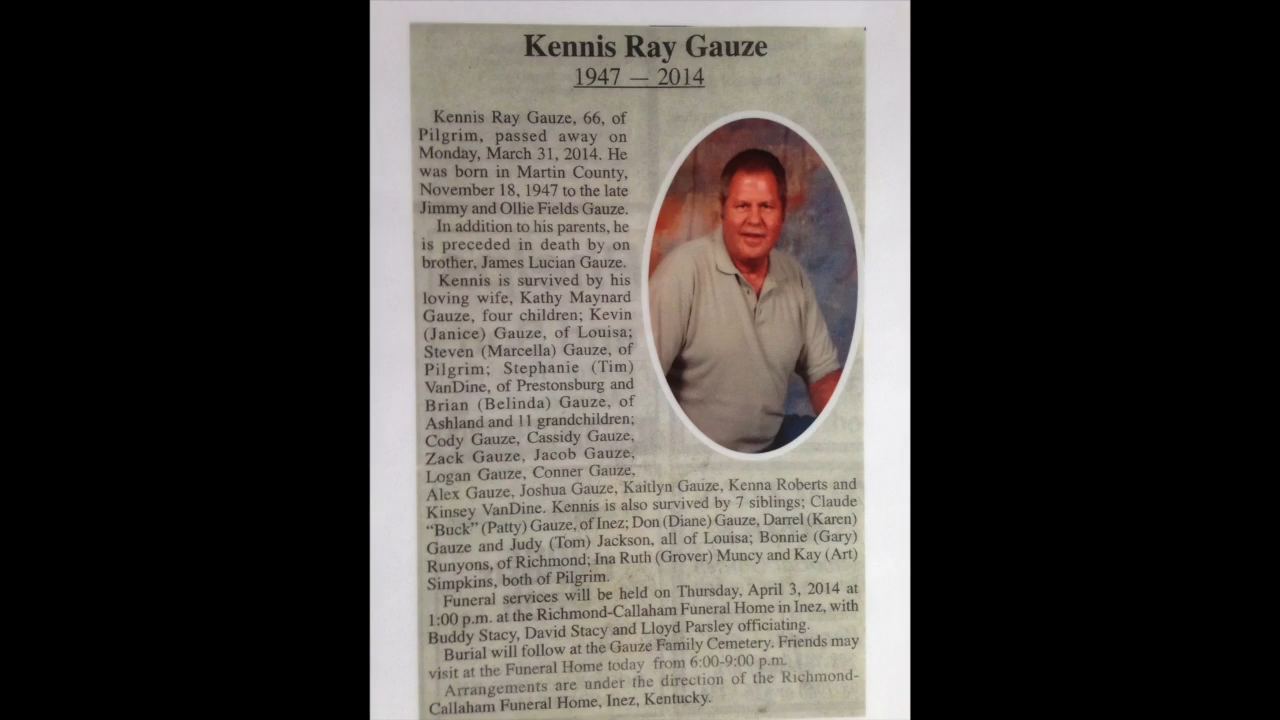 Kennis Ray Gauze
1947 — 2014
Kennis Ray Gauze, 66, of
Pilgrim, passed away on
Monday, March 31, 2014. He
was born in Martin County,
November 18, 1947 to the late
Jimmy and Ollie Fields Gauze.
In addition to his parents, he
is preceded in death by on
brother, James Lucian Gauze.
Kennis is survived by his
loving wife, Kathy Maynard
Gauze, four children; Kevin
(Janice) Gauze, of Louisa;
Steven (Marcella) Gauze, of
Pilgrim; Stephanie (Tim)
VanDine, of Prestonsburg and
Brian (Belinda) Gauze, of
Ashland and 11 grandchildren;
Cody Gauze, Cassidy Gauze,
Zack Gauze, Jacob Gauze,
Logan Gauze, Conner Gauze,
Alex Gauze, Joshua Gauze, Kaitlyn Gauze, Kenna Roberts and
Kinsey VanDine. Kennis is also survived by 7 siblings; Claude
“Buck” (Patty) Gauze, of Inez; Don (Diane) Gauze, Darrel (Karen)
Gauze and Judy (Tom) Jackson, all of Louisa; Bonnie (Gary)
Runyons, of Richmond; Ina Ruth (Grover) Muncy and Kay (Art)
Simpkins, both of Pilgrim.
Funeral services will be held on Thursday, April 3, 2014 at
1:00 p.m. at the Richmond-Callaham Funeral Home in Inez, with
Buddy Stacy, David Stacy and Lloyd Parsley officiating.
Burial will follow at the Gauze Family Cemetery. Friends may
visit at the Funeral Home today from 6:00-9:00 p.m.
Arrangements are under the direction of the Richmond-
Callaham Funeral Home, Inez, Kentucky.